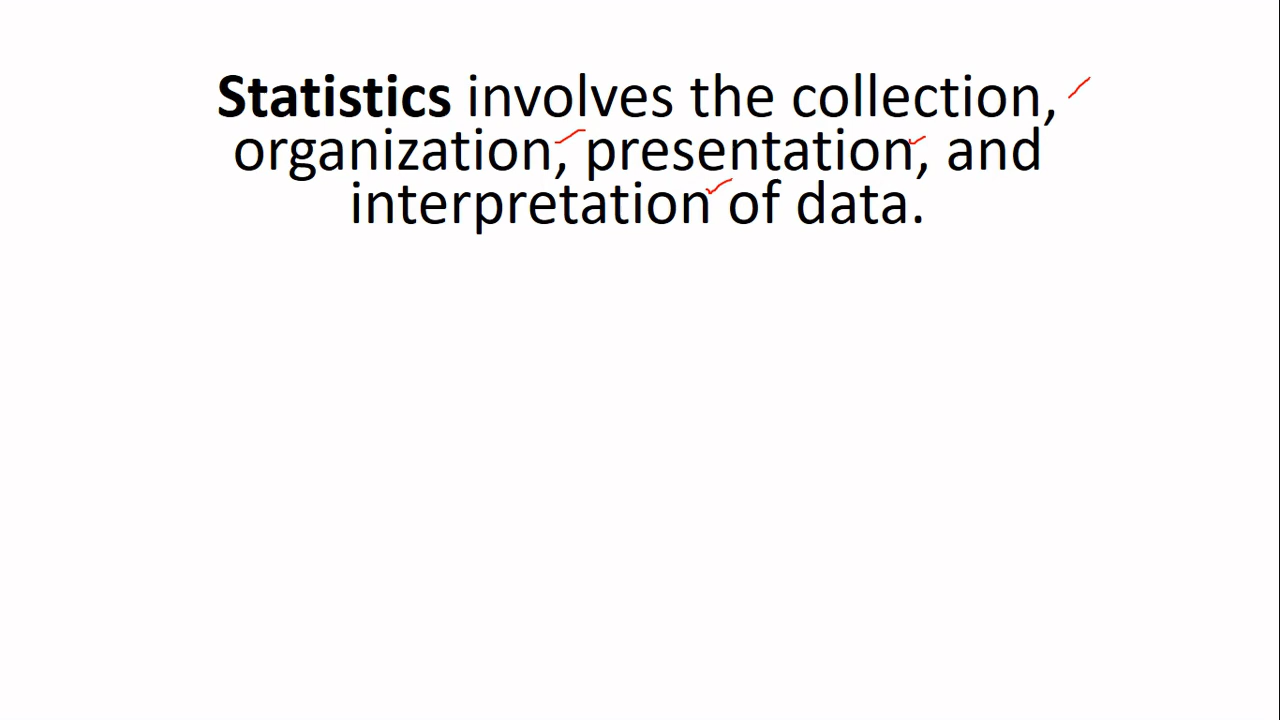 Statistics involves the collection,
organization, presentation, and
interpretation of data.